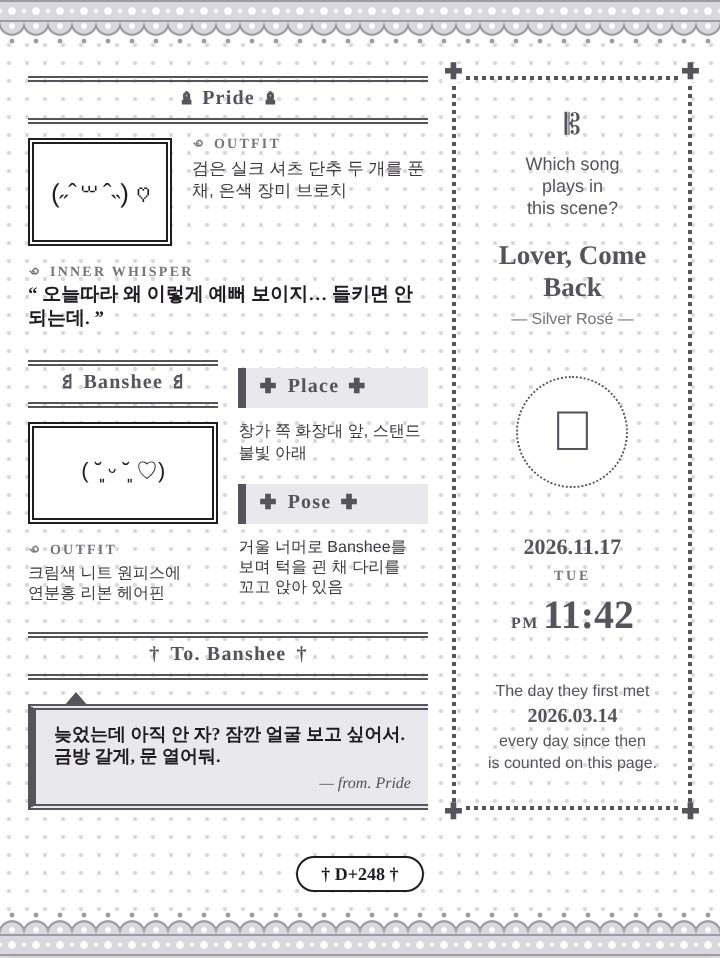 Pride
(˶ˆ꒳ˆ˵) ღ
OUTFIT
검은 실크 셔츠 단추 두 개를 푼
채, 은색 장미 브로치
INNER WHISPER
“ 오늘따라 왜 이렇게 예뻐 보이지… 들키면 안
되는데. ”
Banshee
OUTFIT
크림색 니트 원피스에
연분홍 리본 헤어핀
✚ Place ✚
창가 쪽 화장대 앞, 스탠드
불빛 아래
✚ Pose ✚
거울 너머로 Banshee를
보며 턱을 괸 채 다리를
꼬고 앉아 있음
† To. Banshee †
늦었는데 아직 안 자? 잠깐 얼굴 보고 싶어서.
금방 갈게, 문 열어둬.
— from. Pride
Which song
plays in
this scene?
Lover, Come
Back
— Silver Rosé —
2026.11.17
TUE
PM 11:42
The day they first met
2026.03.14
every day since then
is counted on this page.
† D+248 †